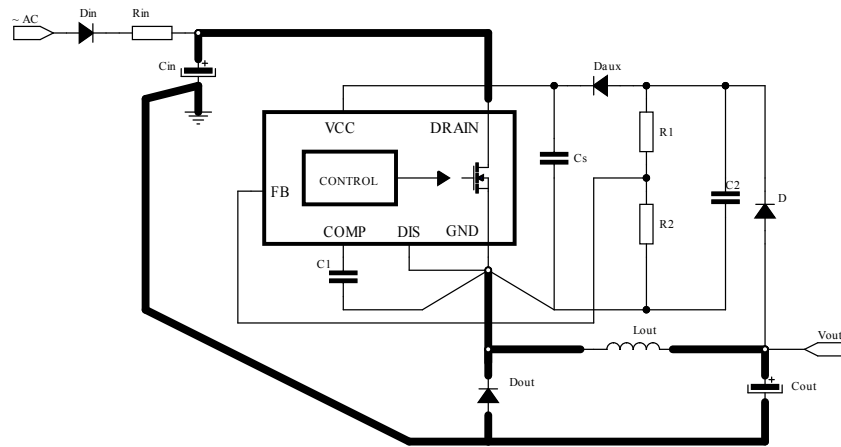 ~ AC
Din
Rin
Cin
+
VCC
DRAIN
CONTROL
FB
COMP
DIS
GND
C1
Daux
Cs
R1
R2
C2
D
Lout
Vout
Dout
+
Cout